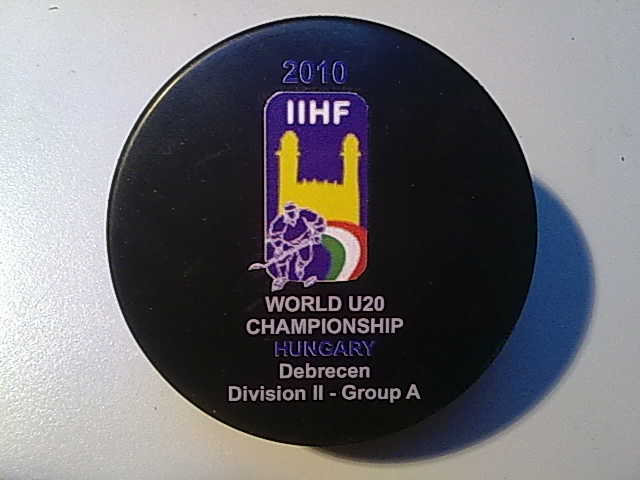 2010
IIHF
WORLD U20
CHAMPIONSHIP
HUNGARY
Debrecen
Division II - Group A